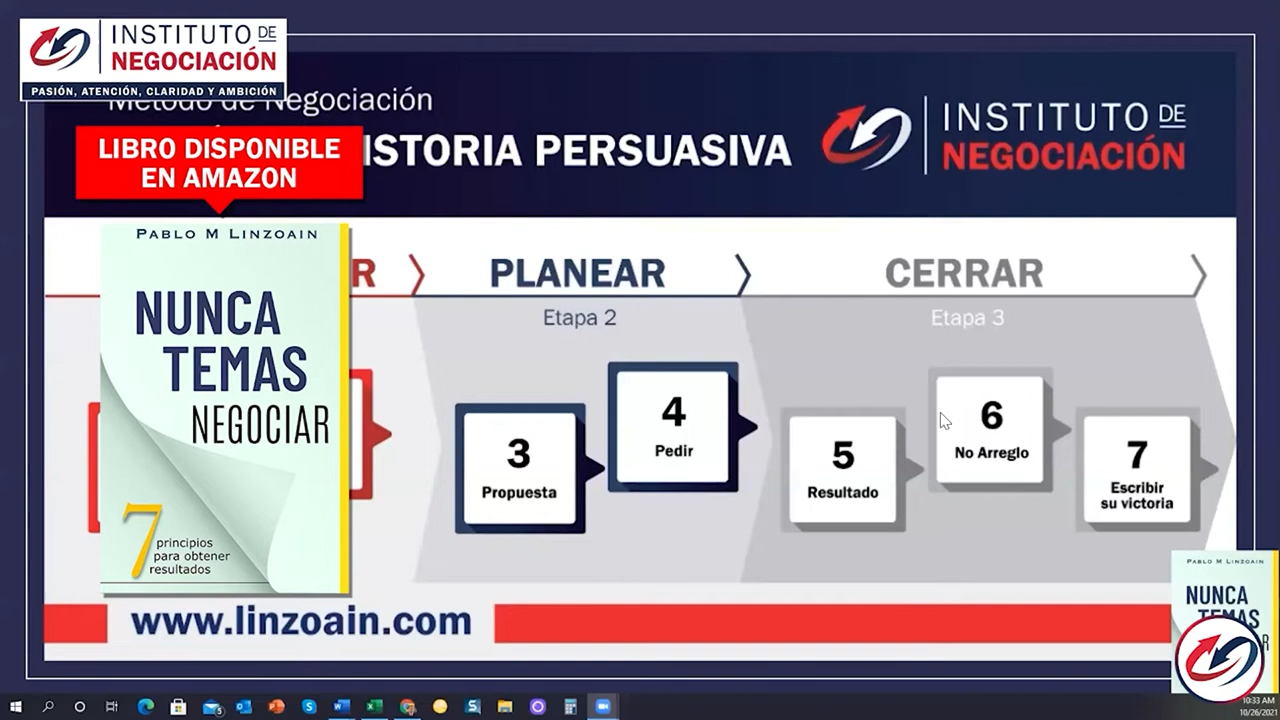 INSTITUTO DE
NEGOCIACIÓN
PASIÓN, ATENCIÓN, CLARIDAD Y AMBICIÓN
Método de Negociación
ISTORIA PERSUASIVA
INSTITUTO DE
NEGOCIACIÓN
LIBRO DISPONIBLE
EN AMAZON
PABLO M LINZOAIN
NUNCA
TEMAS
NEGOCIAR
7
principios
para obtener
resultados
R
PLANEAR
Etapa 2
3
Propuesta
4
Pedir
CERRAR
Etapa 3
5
Resultado
6
No Arreglo
7
Escribir
su victoria
www.linzoain.com
PABLO M LINZOAIN
NUNCA
TEMAS
10:33 AM
10/26/2021